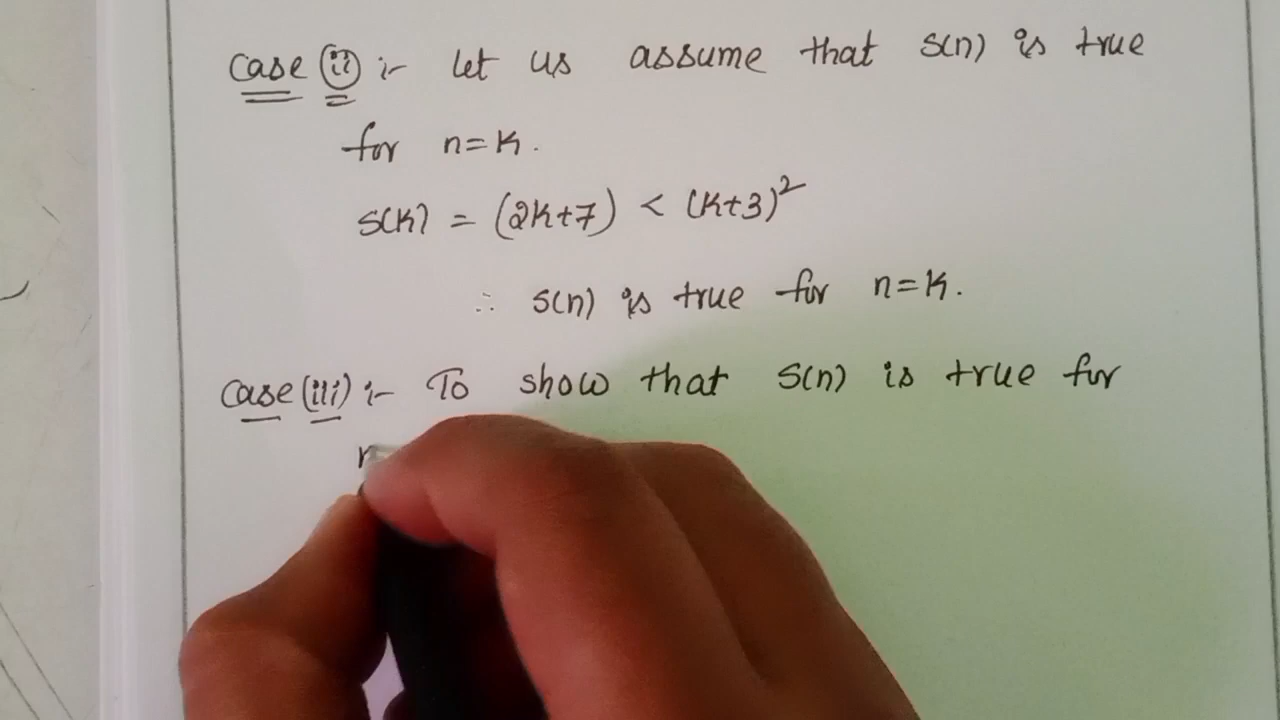 case (ii) :- let us assume that s(n) is true
for n=k.
s(k) = (2k+7) < (k+3)²
∴ s(n) is true for n=k.
case (iii) :- To show that s(n) is true for